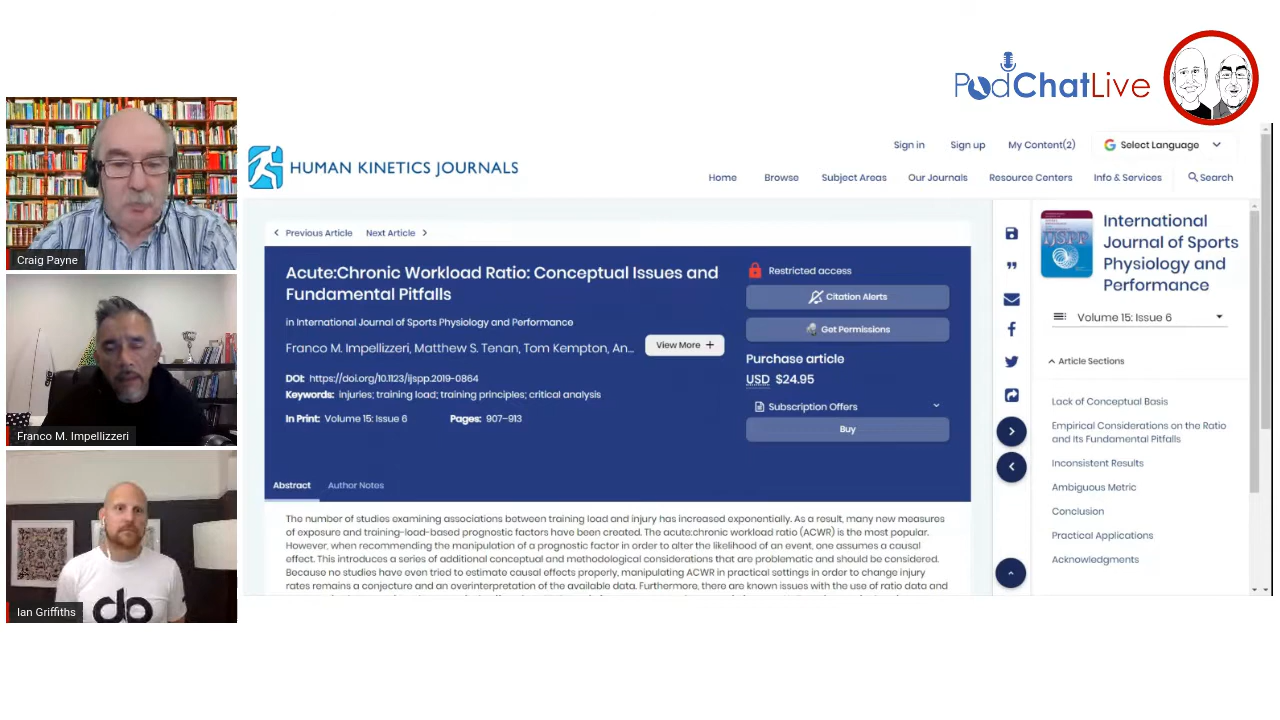 PodChatLive
Craig Payne
Franco M. Impellizzeri
Ian Griffiths
HUMAN KINETICS JOURNALS
Sign in
Sign up
My Content(2)
Select Language
Home
Browse
Subject Areas
Our Journals
Resource Centers
Info & Services
Search
Previous Article
Next Article
Acute:Chronic Workload Ratio: Conceptual Issues and
Fundamental Pitfalls
in International Journal of Sports Physiology and Performance
Franco M. Impellizzeri, Matthew S. Tenan, Tom Kempton, An...
View More +
DOI: https://doi.org/10.1123/ijspp.2019-0864
Keywords: injuries; training load; training principles; critical analysis
In Print: Volume 15: Issue 6
Pages: 907–913
Restricted access
Citation Alerts
Get Permissions
Purchase article
USD $24.95
Subscription Offers
Buy
Abstract
Author Notes
The number of studies examining associations between training load and injury has increased exponentially. As a result, many new measures
of exposure and training-load-based prognostic factors have been created. The acute:chronic workload ratio (ACWR) is the most popular.
However, when recommending the manipulation of a prognostic factor in order to alter the likelihood of an event, one assumes a causal
effect. This introduces a series of additional conceptual and methodological considerations that are problematic and should be considered.
Because no studies have even tried to estimate causal effects properly, manipulating ACWR in practical settings in order to change injury
rates remains a conjecture and an overinterpretation of the available data. Furthermore, there are known issues with the use of ratio data and
IJSPP
International
Journal of Sports
Physiology and
Performance
Volume 15: Issue 6
Article Sections
Lack of Conceptual Basis
Empirical Considerations on the Ratio
and Its Fundamental Pitfalls
Inconsistent Results
Ambiguous Metric
Conclusion
Practical Applications
Acknowledgments